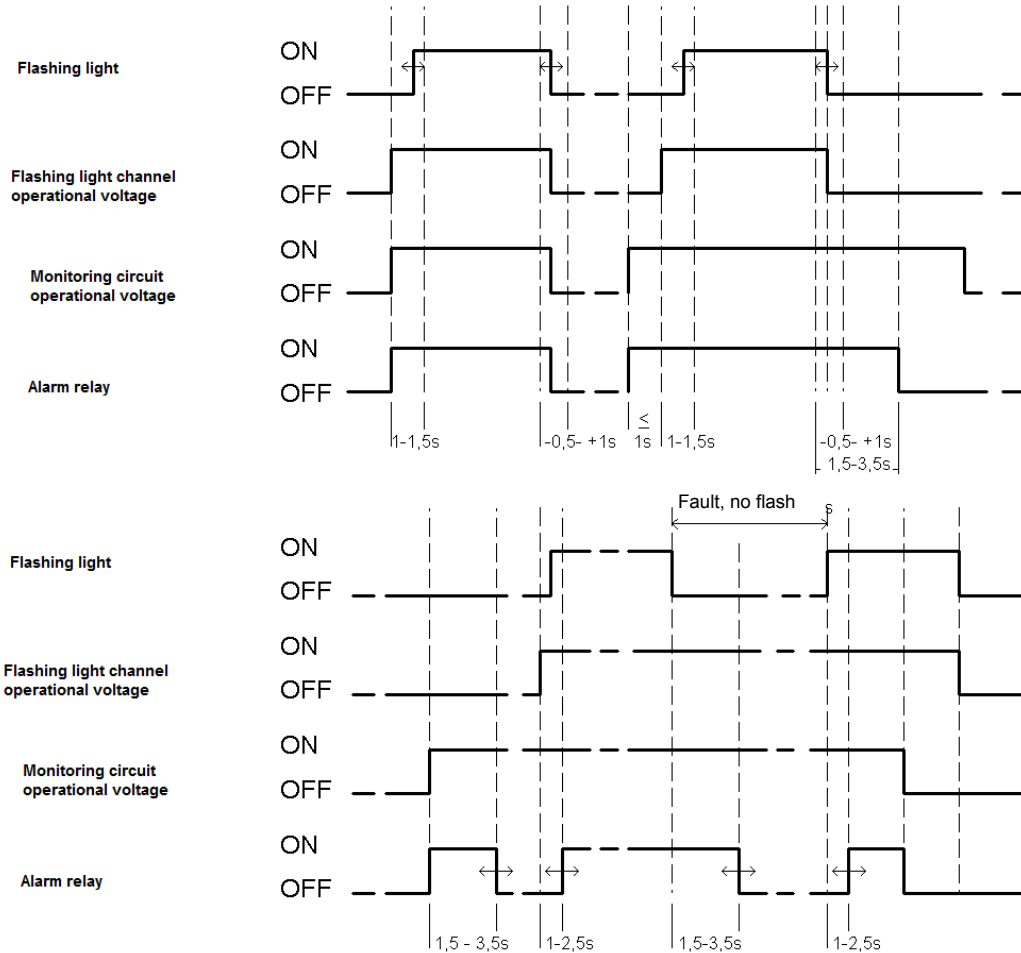 Flashing light
ON
OFF
Flashing light channel
operational voltage
ON
OFF
Monitoring circuit
operational voltage
ON
OFF
Alarm relay
ON
OFF
1-1,5s
-0,5- +1s
≤
1s
1-1,5s
-0,5- +1s
1,5-3,5s
Fault, no flash
s
Flashing light
ON
OFF
Flashing light channel
operational voltage
ON
OFF
Monitoring circuit
operational voltage
ON
OFF
Alarm relay
ON
OFF
1,5 - 3,5s
1-2,5s
1,5-3,5s
1-2,5s